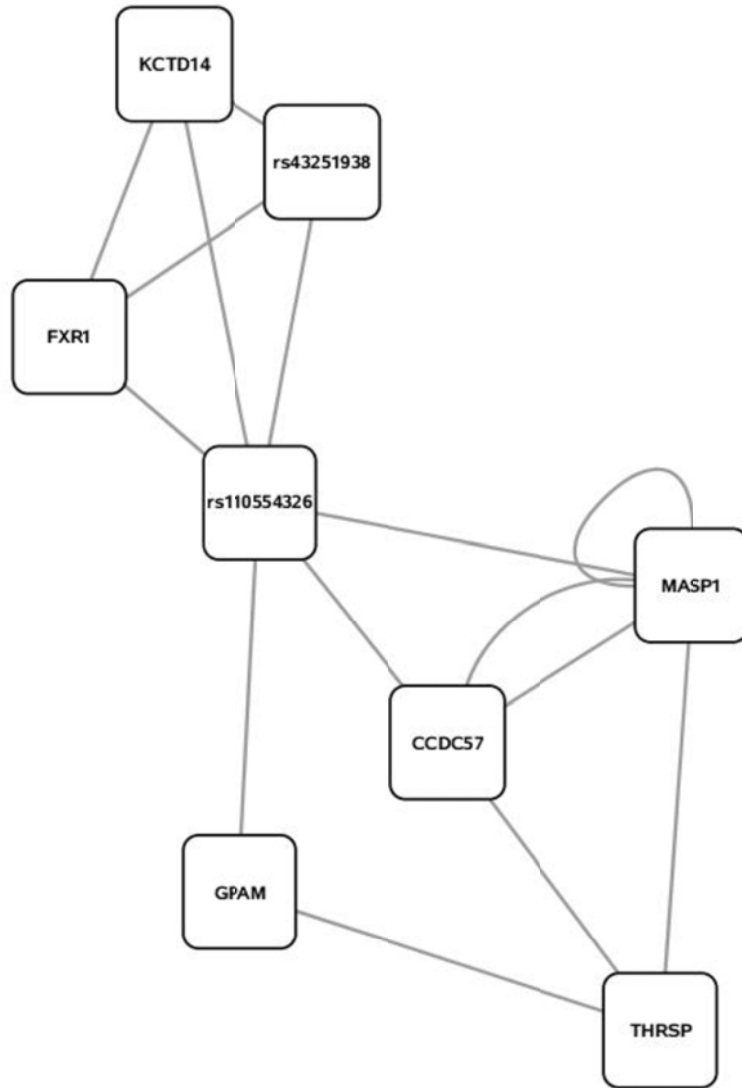 KCTD14
rs43251938
FXR1
rs110554326
MASP1
CCDC57
GPAM
THRSP